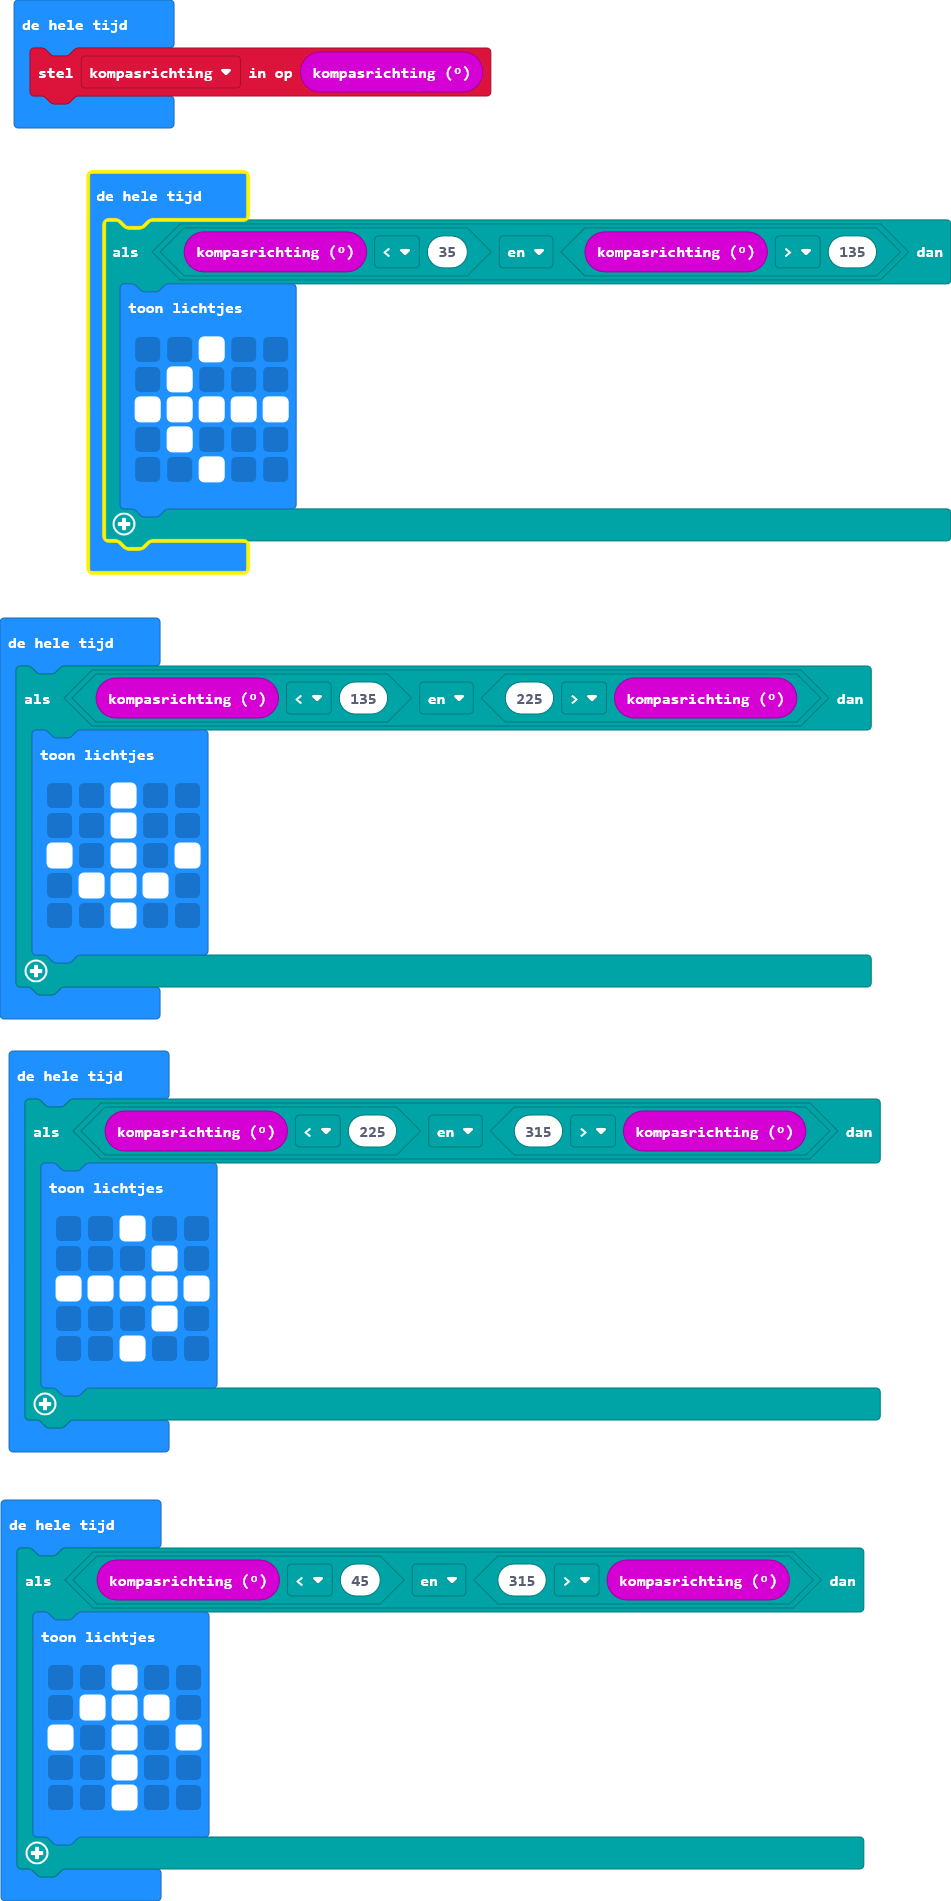 de hele tijd
stel kompasrichting in op kompasrichting (º)
de hele tijd
als kompasrichting (º) < 35 en kompasrichting (º) > 135 dan
toon lichtjes
de hele tijd
als kompasrichting (º) < 135 en 225 > kompasrichting (º) dan
toon lichtjes
de hele tijd
als kompasrichting (º) < 225 en 315 > kompasrichting (º) dan
toon lichtjes
de hele tijd
als kompasrichting (º) < 45 en 315 > kompasrichting (º) dan
toon lichtjes